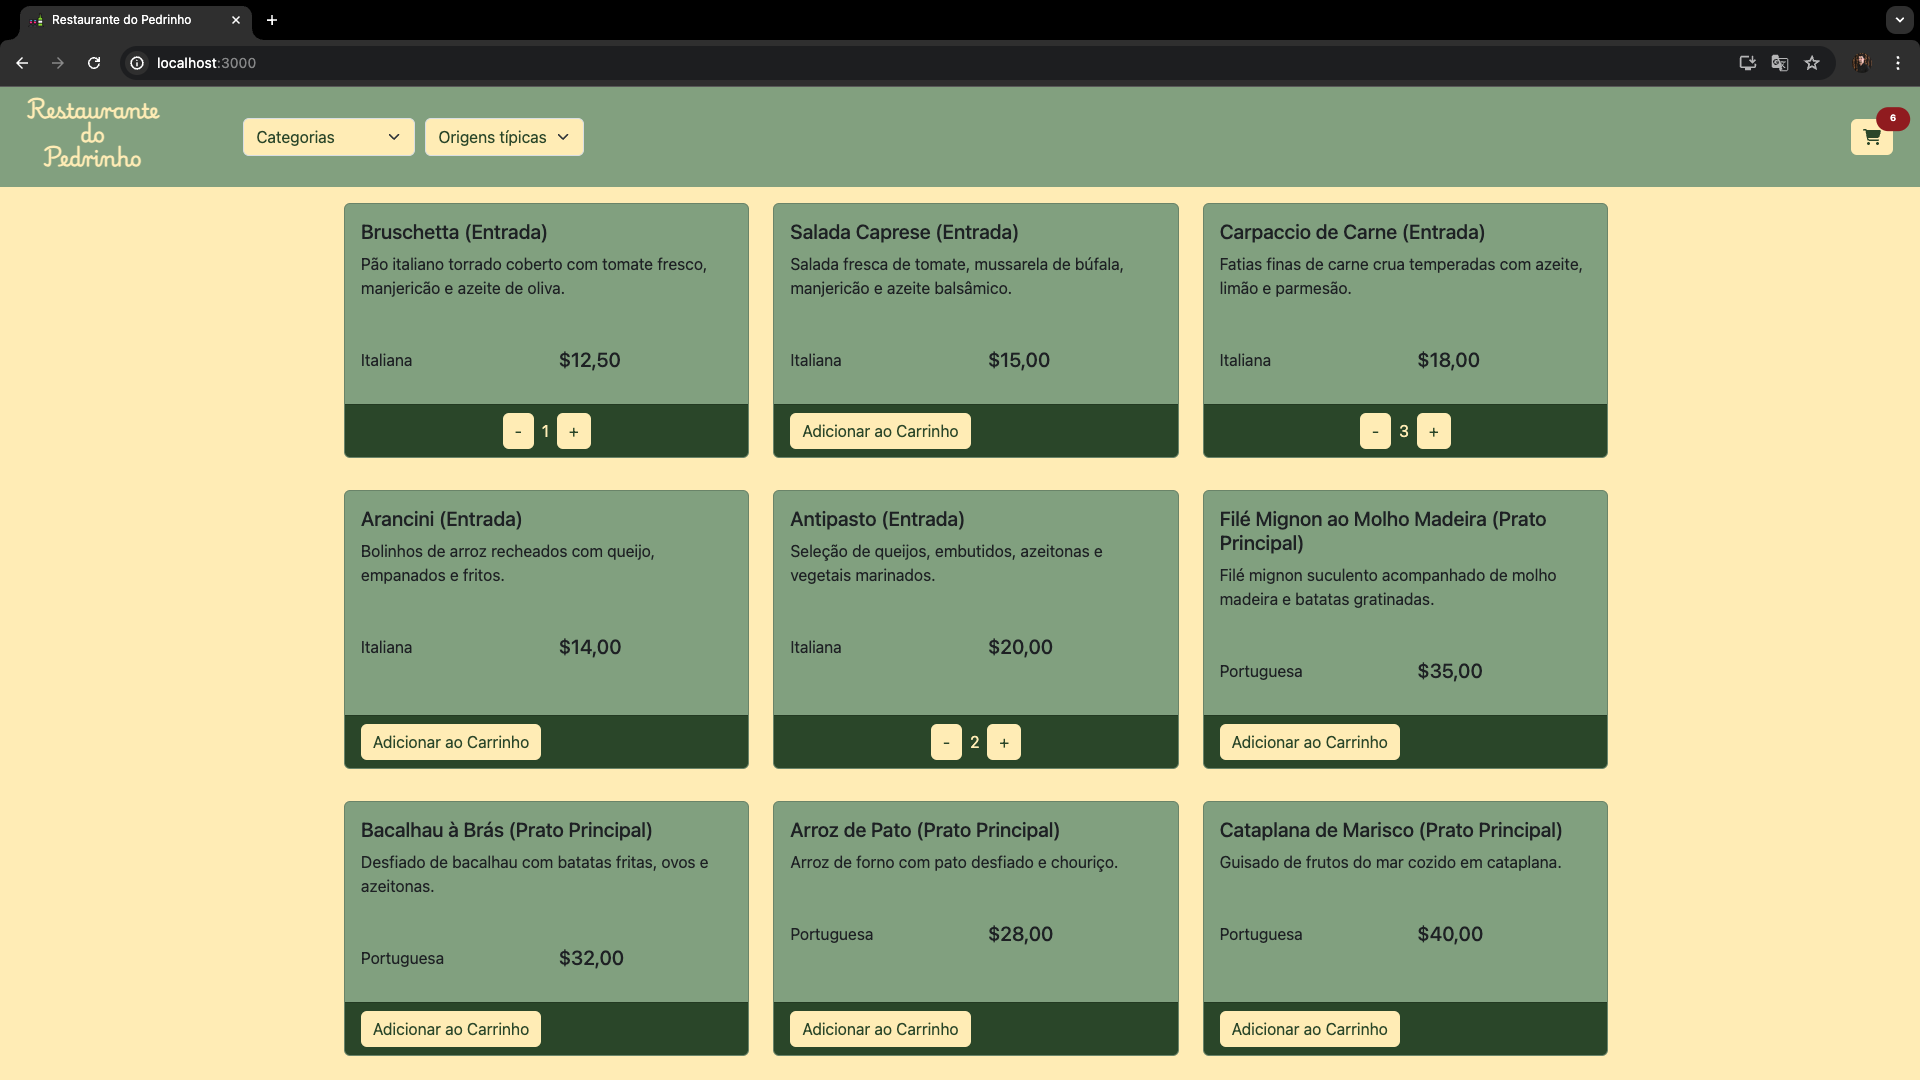 Restaurante do Pedrinho
localhost:3000
Restaurante
do
Pedrinho
Categorias
Origens típicas
6
Bruschetta (Entrada)
Pão italiano torrado coberto com tomate fresco,
manjericão e azeite de oliva.
Italiana
$12,50
- 1 +
Salada Caprese (Entrada)
Salada fresca de tomate, mussarela de búfala,
manjericão e azeite balsâmico.
Italiana
$15,00
Adicionar ao Carrinho
Carpaccio de Carne (Entrada)
Fatias finas de carne crua temperadas com azeite,
limão e parmesão.
Italiana
$18,00
- 3 +
Arancini (Entrada)
Bolinhos de arroz recheados com queijo,
empanados e fritos.
Italiana
$14,00
Adicionar ao Carrinho
Antipasto (Entrada)
Seleção de queijos, embutidos, azeitonas e
vegetais marinados.
Italiana
$20,00
- 2 +
Filé Mignon ao Molho Madeira (Prato
Principal)
Filé mignon suculento acompanhado de molho
madeira e batatas gratinadas.
Portuguesa
$35,00
Adicionar ao Carrinho
Bacalhau à Brás (Prato Principal)
Desfiado de bacalhau com batatas fritas, ovos e
azeitonas.
Portuguesa
$32,00
Adicionar ao Carrinho
Arroz de Pato (Prato Principal)
Arroz de forno com pato desfiado e chouriço.
Portuguesa
$28,00
Adicionar ao Carrinho
Cataplana de Marisco (Prato Principal)
Guisado de frutos do mar cozido em cataplana.
Portuguesa
$40,00
Adicionar ao Carrinho